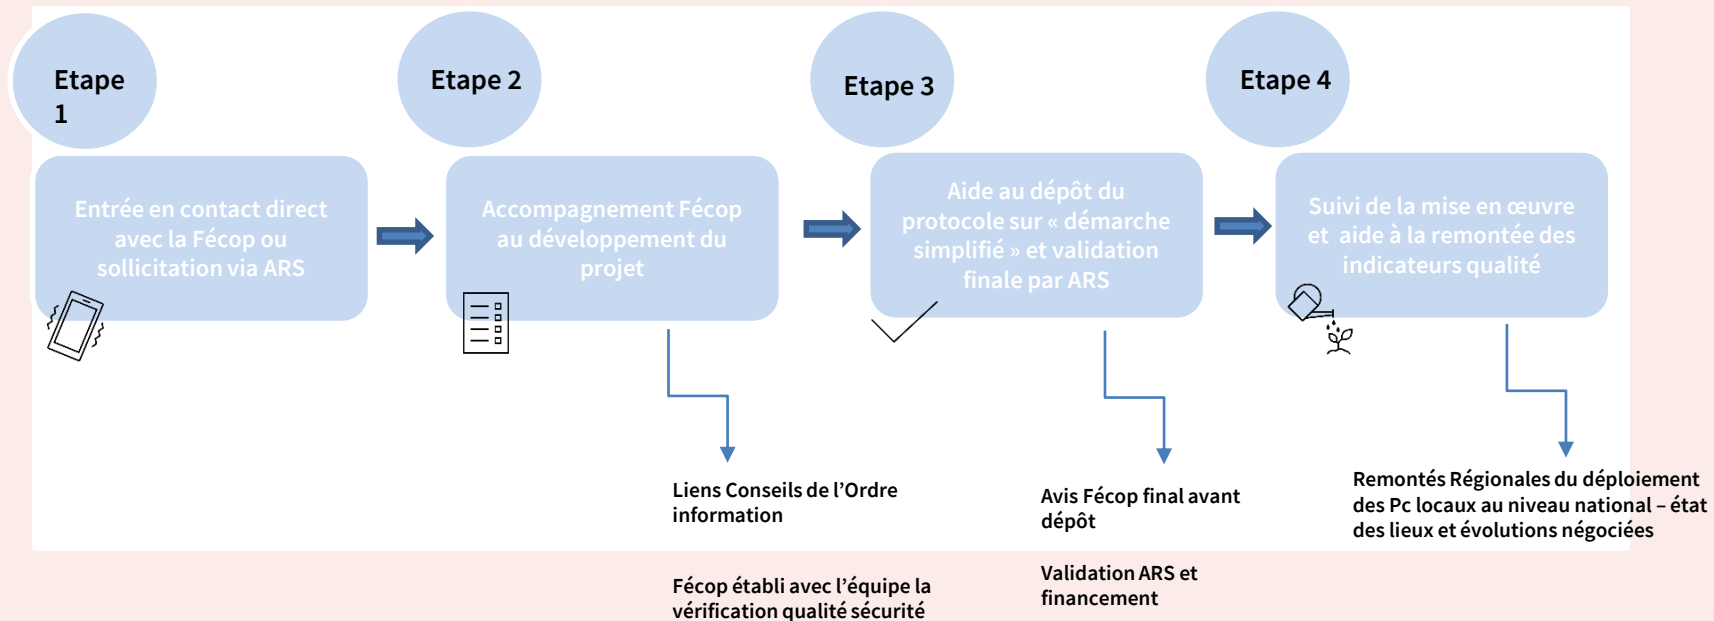 Etape
1
Entrée en contact direct
avec la Fécop ou
sollicitation via ARS
Etape 2
Accompagnement Fécop
au développement du
projet
Liens Conseils de l’Ordre
information
Fécop établi avec l’équipe la
vérification qualité sécurité
Etape 3
Aide au dépôt du
protocole sur « démarche
simplifié » et validation
finale par ARS
Avis Fécop final avant
dépôt
Validation ARS et
financement
Etape 4
Suivi de la mise en œuvre
et aide à la remontée des
indicateurs qualité
Remontés Régionales du déploiement
des Pc locaux au niveau national – état
des lieux et évolutions négociées